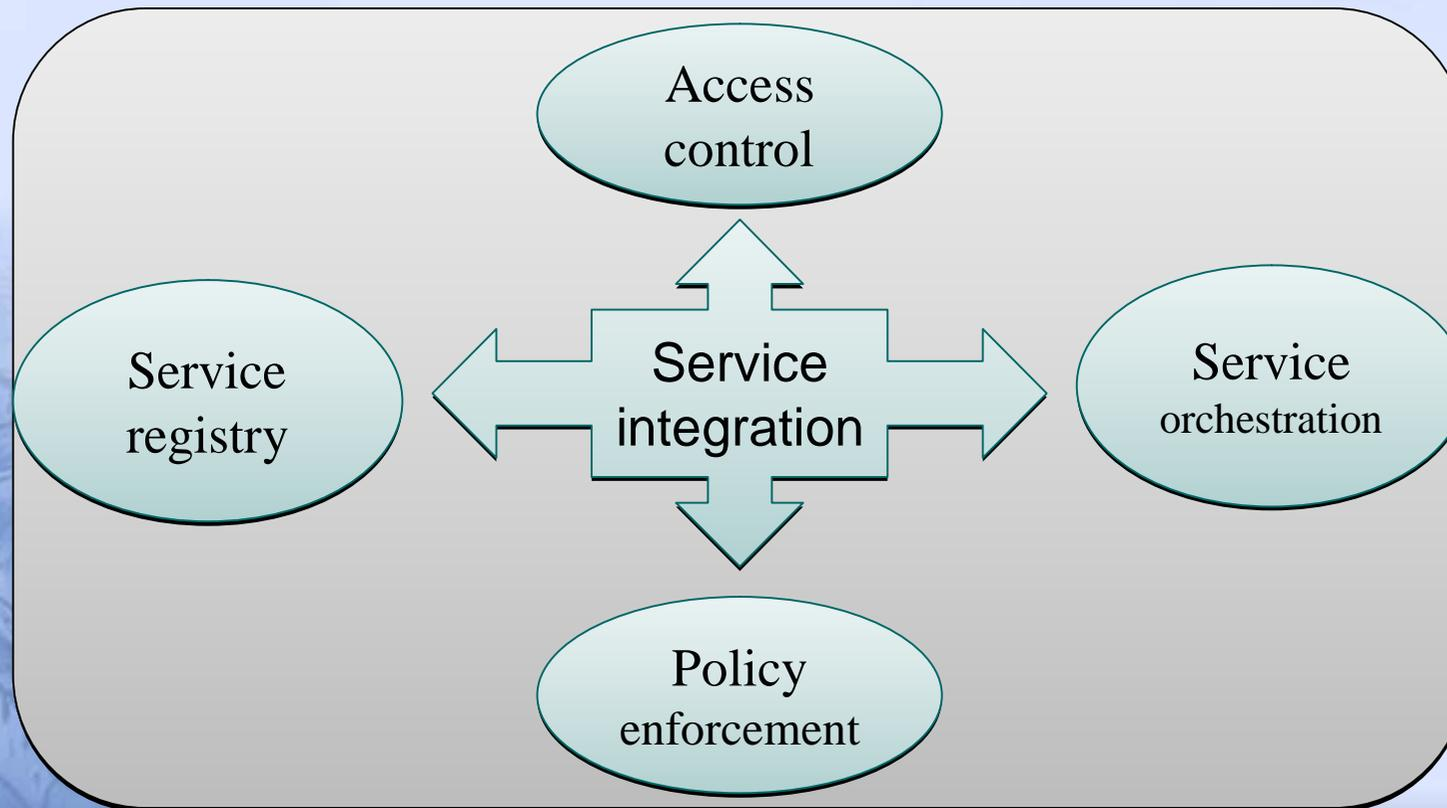 Access
control
Service
registry
Service
integration
Service
orchestration
Policy
enforcement